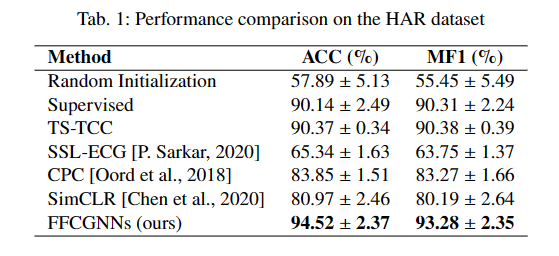 Tab. 1: Performance comparison on the HAR dataset
Method ACC (%) MF1 (%)
Random Initialization 57.89 ± 5.13 55.45 ± 5.49
Supervised 90.14 ± 2.49 90.31 ± 2.24
TS-TCC 90.37 ± 0.34 90.38 ± 0.39
SSL-ECG [P. Sarkar, 2020] 65.34 ± 1.63 63.75 ± 1.37
CPC [Oord et al., 2018] 83.85 ± 1.51 83.27 ± 1.66
SimCLR [Chen et al., 2020] 80.97 ± 2.46 80.19 ± 2.64
FFCGNNs (ours) 94.52 ± 2.37 93.28 ± 2.35